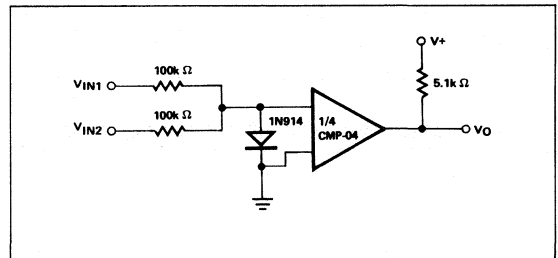 V+
100k Ω
VIN1
5.1k Ω
100k Ω
VIN2
1N914
1/4
CMP-04
VO